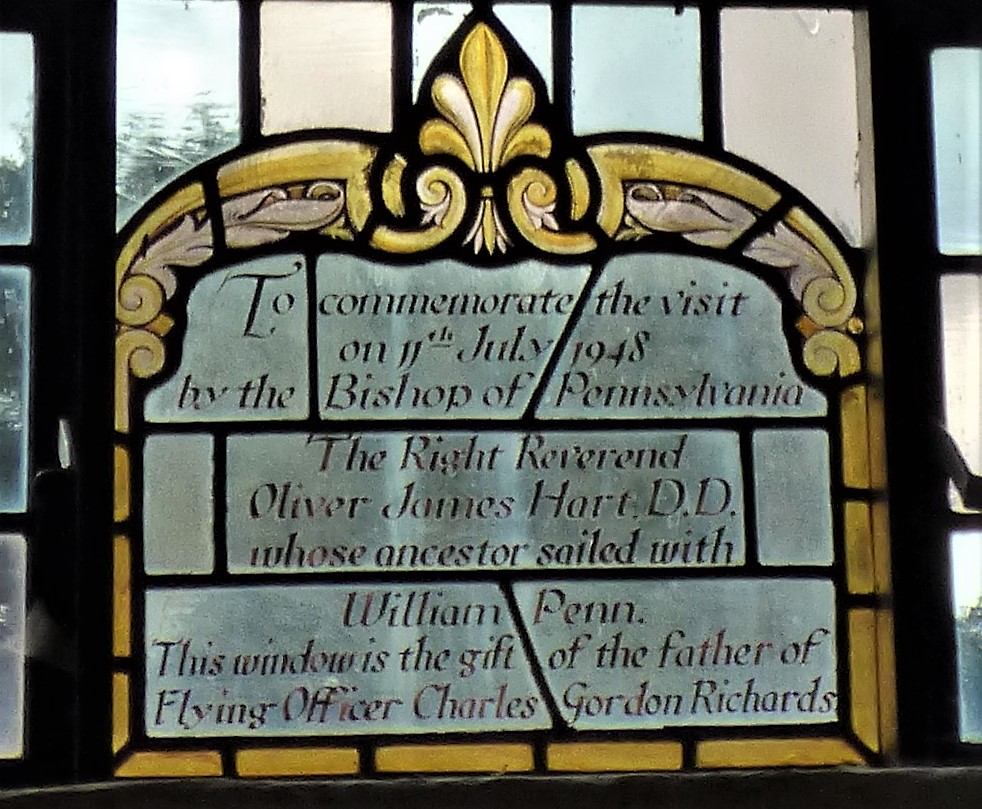 To commemorate the visit
on 11th July 1948
by the Bishop of Pennsylvania
The Right Reverend
Oliver James Hart, D.D.
whose ancestor sailed with
William Penn.
This window is the gift of the father of
Flying Officer Charles Gordon Richards